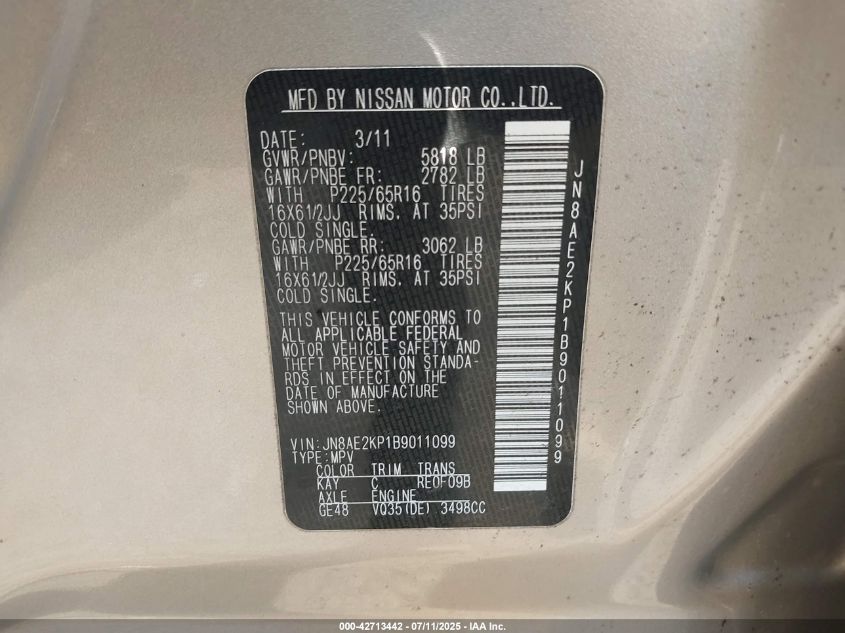 MFD BY NISSAN MOTOR CO.,LTD.
DATE: 3/11
GVWR/PNBV: 5818 LB
GAWR/PNBE FR: 2782 LB
WITH P225/65R16 TIRES
16X61/2JJ RIMS. AT 35PSI
COLD SINGLE.
GAWR/PNBE RR: 3062 LB
WITH P225/65R16 TIRES
16X61/2JJ RIMS. AT 35PSI
COLD SINGLE.
THIS VEHICLE CONFORMS TO
ALL APPLICABLE FEDERAL
MOTOR VEHICLE SAFETY AND
THEFT PREVENTION STANDA-
RDS IN EFFECT ON THE
DATE OF MANUFACTURE
SHOWN ABOVE.
VIN:JN8AE2KP1B9011099
TYPE:MPV
COLOR TRIM TRANS
KAY C RE0F09B
AXLE ENGINE
GE48 VQ35(DE) 3498CC
JN8AE2KP1B9011099
000-42713442 - 07/11/2025 - IAA Inc.